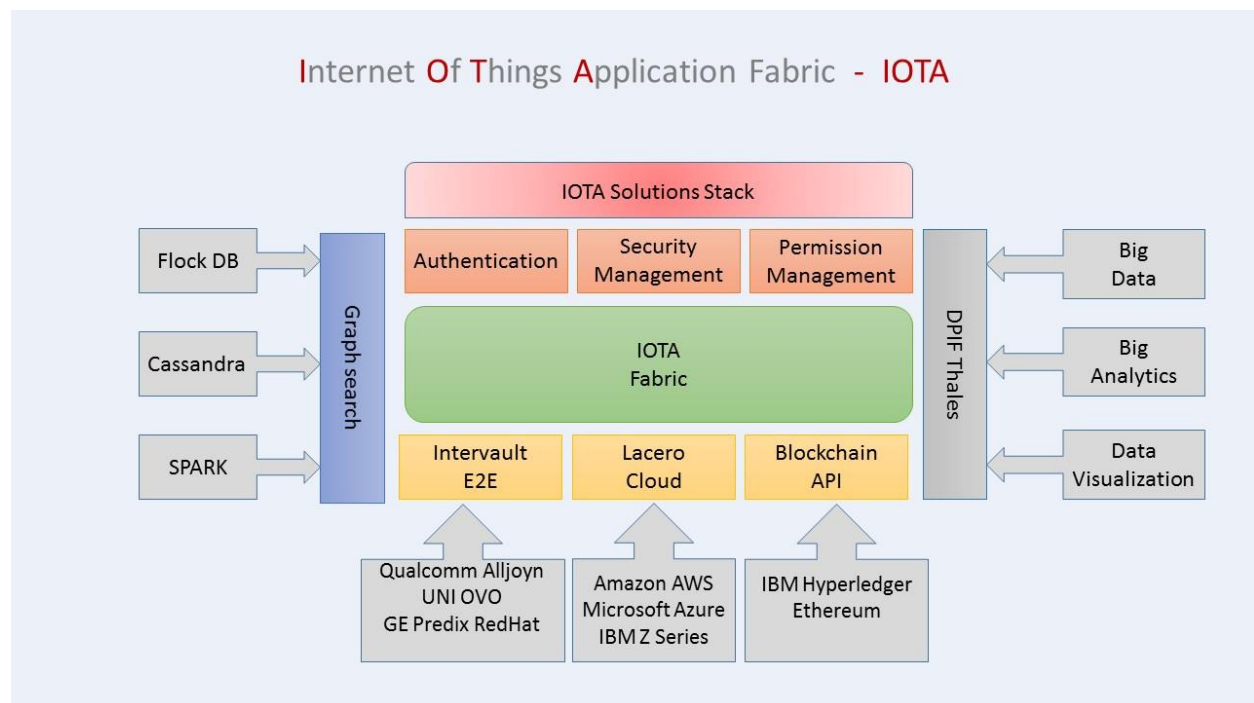 Internet Of Things Application Fabric - IOTA
IOTA Solutions Stack
Flock DB
Cassandra
SPARK
Graph search
Authentication
Security
Management
Permission
Management
IOTA
Fabric
Intervault
E2E
Lacero
Cloud
Blockchain
API
DPIF Thales
Big
Data
Big
Analytics
Data
Visualization
Qualcomm Alljoyn
UNI OVO
GE Predix RedHat
Amazon AWS
Microsoft Azure
IBM Z Series
IBM Hyperledger
Ethereum